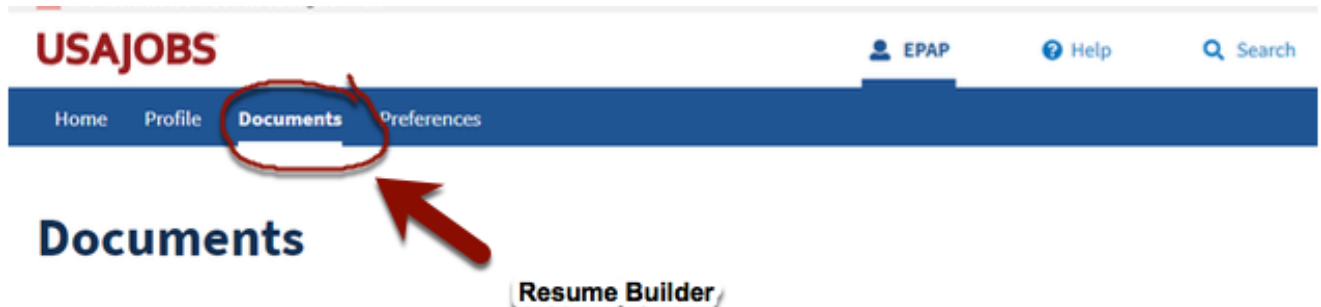 USAJOBS
EPAP Help Search
Home Profile Documents Preferences
Documents
Resume Builder